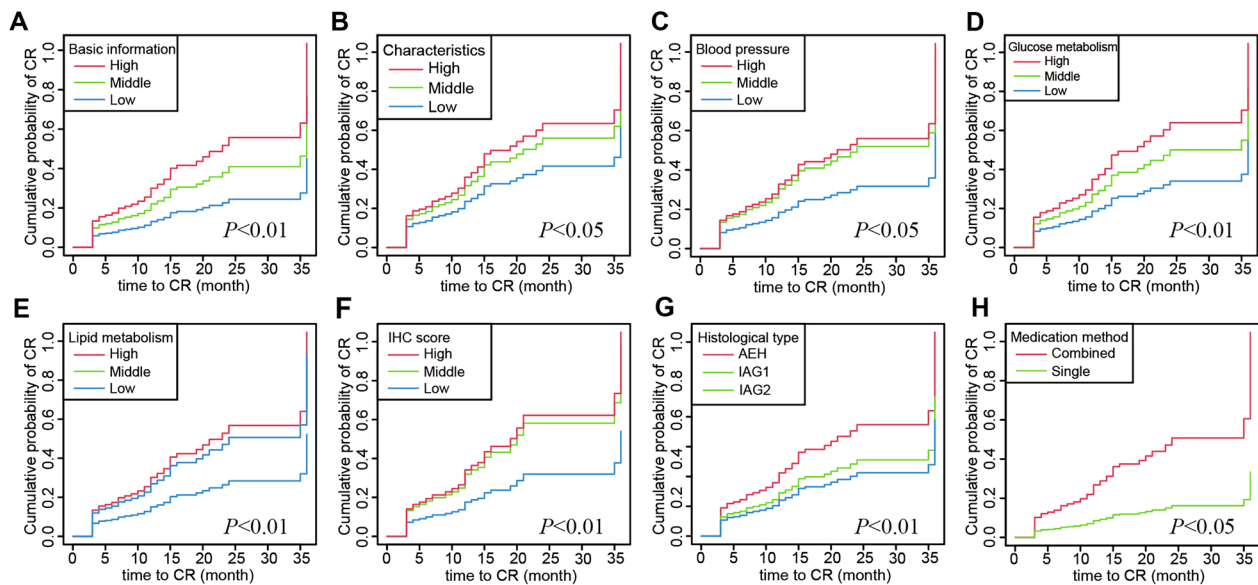 A
Basic information
High
Middle
Low
Cumulative probability of CR
0.0 0.2 0.4 0.6 0.8 1.0
P<0.01
0 5 10 15 20 25 30 35
time to CR (month)
B
Characteristics
High
Middle
Low
Cumulative probability of CR
0.0 0.2 0.4 0.6 0.8 1.0
P<0.05
0 5 10 15 20 25 30 35
time to CR (month)
C
Blood pressure
High
Middle
Low
Cumulative probability of CR
0.0 0.2 0.4 0.6 0.8 1.0
P<0.05
0 5 10 15 20 25 30 35
time to CR (month)
D
Glucose metabolism
High
Middle
Low
Cumulative probability of CR
0.0 0.2 0.4 0.6 0.8 1.0
P<0.01
0 5 10 15 20 25 30 35
time to CR (month)
E
Lipid metabolism
High
Middle
Low
Cumulative probability of CR
0.0 0.2 0.4 0.6 0.8 1.0
P<0.01
0 5 10 15 20 25 30 35
time to CR (month)
F
IHC score
High
Middle
Low
Cumulative probability of CR
0.0 0.2 0.4 0.6 0.8 1.0
P<0.01
0 5 10 15 20 25 30 35
time to CR (month)
G
Histological type
AEH
IAG1
IAG2
Cumulative probability of CR
0.0 0.2 0.4 0.6 0.8 1.0
P<0.01
0 5 10 15 20 25 30 35
time to CR (month)
H
Medication method
Combined
Single
Cumulative probability of CR
0.0 0.2 0.4 0.6 0.8 1.0
P<0.05
0 5 10 15 20 25 30 35
time to CR (month)